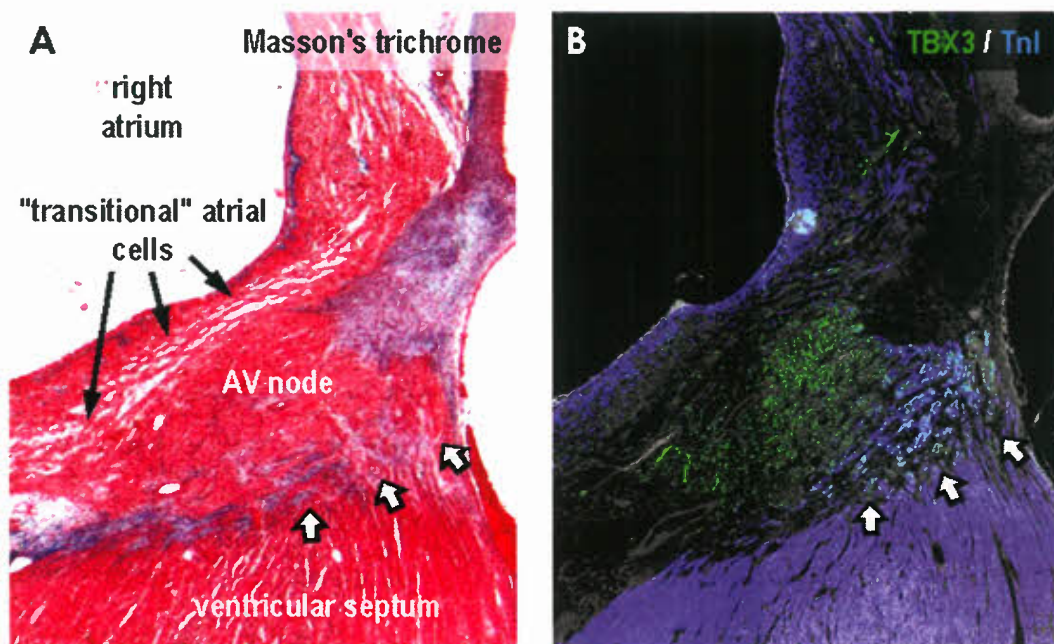 A
Masson's trichrome
right
atrium
"transitional" atrial
cells
AV node
ventricular septum
B
TBX3 / TnI